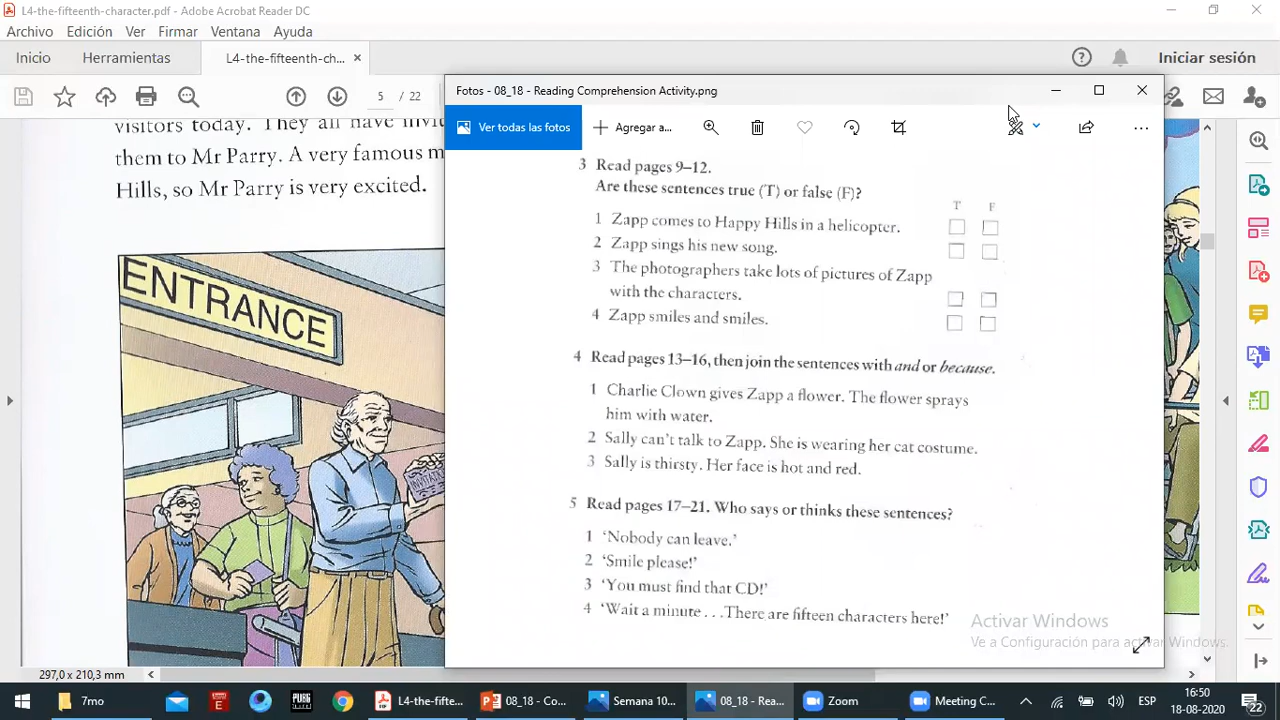 L4-the-fifteenth-character.pdf - Adobe Acrobat Reader DC
Archivo Edición Ver Firmar Ventana Ayuda
Inicio Herramientas L4-the-fifteenth-ch... × Iniciar sesión
5 / 22
visitors today. They all have
them to Mr Parry. A very famous
Hills, so Mr Parry is very excited.
ENTRANCE
Fotos - 08_18 - Reading Comprehension Activity.png
Ver todas las fotos Agregar a...
3 Read pages 9–12.
Are these sentences true (T) or false (F)?
T F
1 Zapp comes to Happy Hills in a helicopter.
2 Zapp sings his new song.
3 The photographers take lots of pictures of Zapp
with the characters.
4 Zapp smiles and smiles.
4 Read pages 13–16, then join the sentences with and or because.
1 Charlie Clown gives Zapp a flower. The flower sprays
him with water.
2 Sally can't talk to Zapp. She is wearing her cat costume.
3 Sally is thirsty. Her face is hot and red.
5 Read pages 17–21. Who says or thinks these sentences?
1 ‘Nobody can leave.’
2 ‘Smile please!’
3 ‘You must find that CD!’
4 ‘Wait a minute . . . There are fifteen characters here!’
Activar Windows
Ve a Configuración para activar Windows.
297,0 x 210,3 mm
7mo L4-the-fifteenth-c... 08_18 - Co... Semana 10... 08_18 - Rea... Zoom Meeting C... ESP 16:50
18-08-2020 22